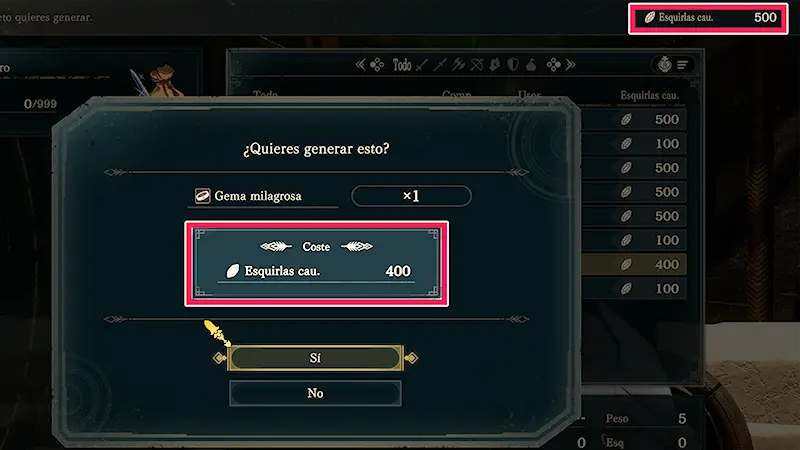 eto quieres generar.
Esquirlas cau. 500
ro
Todo
0/999
Todo Comp. Usos Esquirlas cau.
500
100
¿Quieres generar esto?
500
Gema milagrosa ×1
500
500
Coste
100
Esquirlas cau. 400
400
100
Sí
No
Peso 5
0 Esq 0